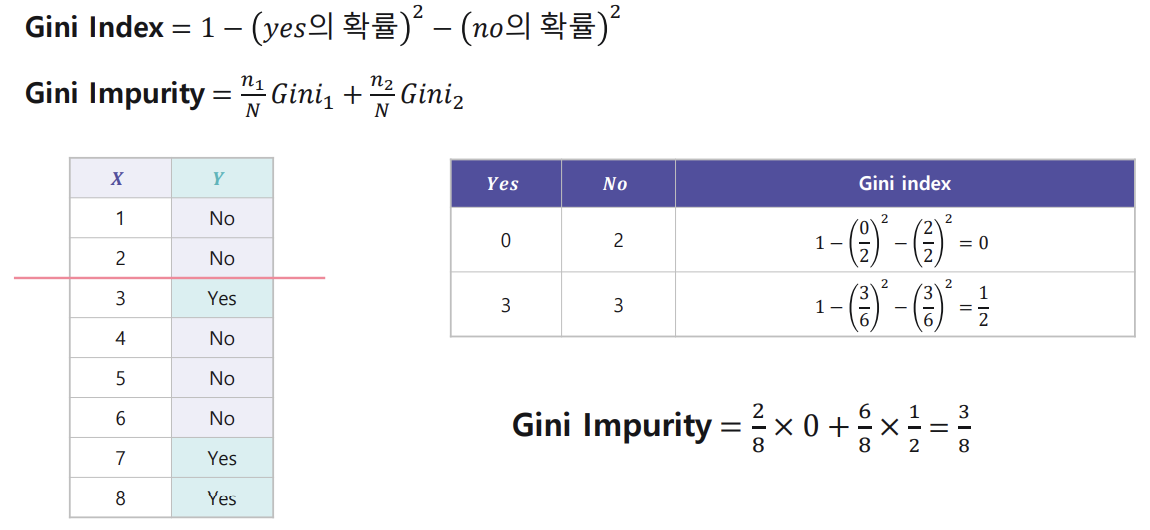 Gini Index = 1 − (yes의 확률)² − (no의 확률)²
Gini Impurity = n₁/N Gini₁ + n₂/N Gini₂
X Y
1 No
2 No
3 Yes
4 No
5 No
6 No
7 Yes
8 Yes
Yes No Gini index
0 2 1 − (0/2)² − (2/2)² = 0
3 3 1 − (3/6)² − (3/6)² = 1/2
Gini Impurity = 2/8 × 0 + 6/8 × 1/2 = 3/8